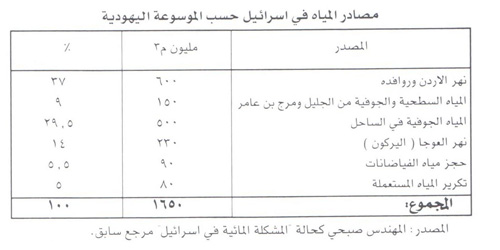 مصادر المياه في اسرائيل حسب الموسوعة اليهودية
المصدر مليون م٣ ٪
نهر الاردن وروافده ٦٠٠ ٣٧
المياه السطحية والجوفية من الجليل ومرج بن عامر ١٥٠ ٩
المياه الجوفية في الساحل ٥٠٠ ٢٩,٥
نهر العوجا ( اليركون ) ٢٣٠ ١٤
حجز مياه الفياضانات ٩٠ ٥,٥
تكرير المياه المستعملة ٨٠ ٥
المجموع: ١٦٥٠ ١٠٠
المصدر: المهندس صبحي كحالة "المشكلة المائية في اسرائيل" مرجع سابق.